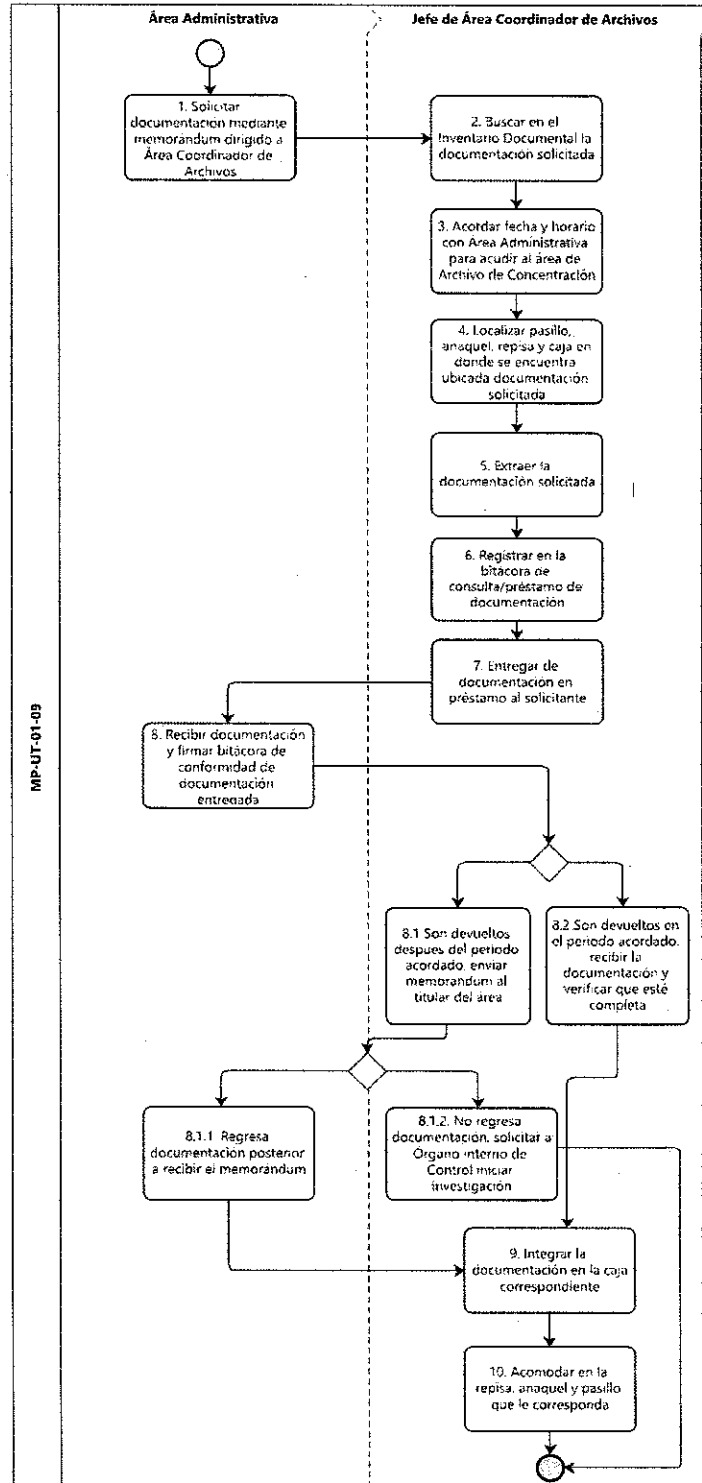 Área Administrativa
Jefe de Área Coordinador de Archivos
MP-UT-01-09
1. Solicitar
documentación mediante
memorándum dirigido a
Área Coordinador de
Archivos
2. Buscar en el
Inventario Documental la
documentación solicitada
3. Acordar fecha y horario
con Área Administrativa
para acudir al área de
Archivo de Concentración
4. Localizar pasillo,
anaquel, repisa y caja en
donde se encuentra
ubicada documentación
solicitada
5. Extraer la
documentación solicitada
6. Registrar en la
bitácora de
consulta/préstamo de
documentación
7. Entregar de
documentación en
préstamo al solicitante
8. Recibir documentación
y firmar bitácora de
conformidad de
documentación
entregada
8.1 Son devueltos
despues del periodo
acordado, enviar
memorandum al
titular del área
8.2 Son devueltos en
el periodo acordado,
recibir la
documentación y
verificar que esté
completa
8.1.1 Regresa
documentación posterior
a recibir el memorándum
8.1.2. No regresa
documentación, solicitar a
Órgano interno de
Control iniciar
investigación
9. Integrar la
documentación en la caja
correspondiente
10. Acomodar en la
repisa, anaquel y pasillo
que le corresponda